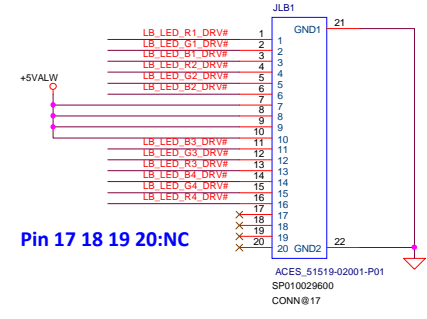 JLB1
LB_LED_R1_DRV# 1 1 GND1 21
LB_LED_G1_DRV# 2 2
LB_LED_B1_DRV# 3 3
LB_LED_R2_DRV# 4 4
LB_LED_G2_DRV# 5 5
LB_LED_B2_DRV# 6 6
+5VALW
7 7
8 8
9 9
10 10
LB_LED_B3_DRV# 11 11
LB_LED_G3_DRV# 12 12
LB_LED_R3_DRV# 13 13
LB_LED_B4_DRV# 14 14
LB_LED_G4_DRV# 15 15
LB_LED_R4_DRV# 16 16
17 17
18 18
19 19
20 20 GND2 22
Pin 17 18 19 20:NC
ACES_51519-02001-P01
SP010029600
CONN@17